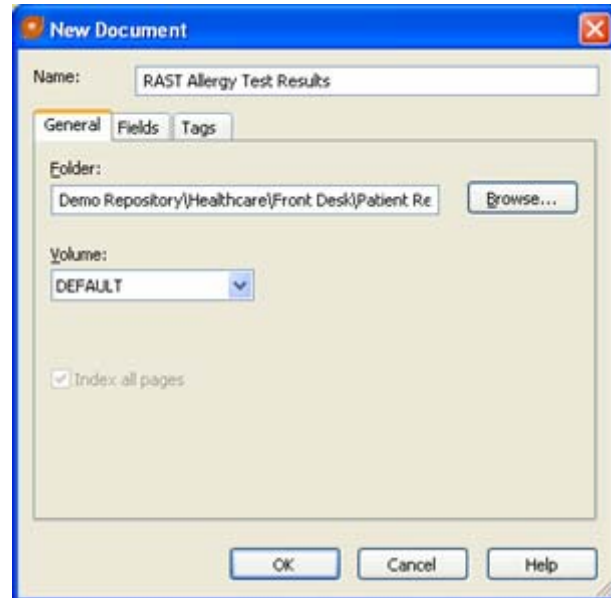 New Document
Name: RAST Allergy Test Results
General Fields Tags
Folder:
Demo Repository\Healthcare\Front Desk\Patient Re Browse...
Volume:
DEFAULT
Index all pages
OK Cancel Help